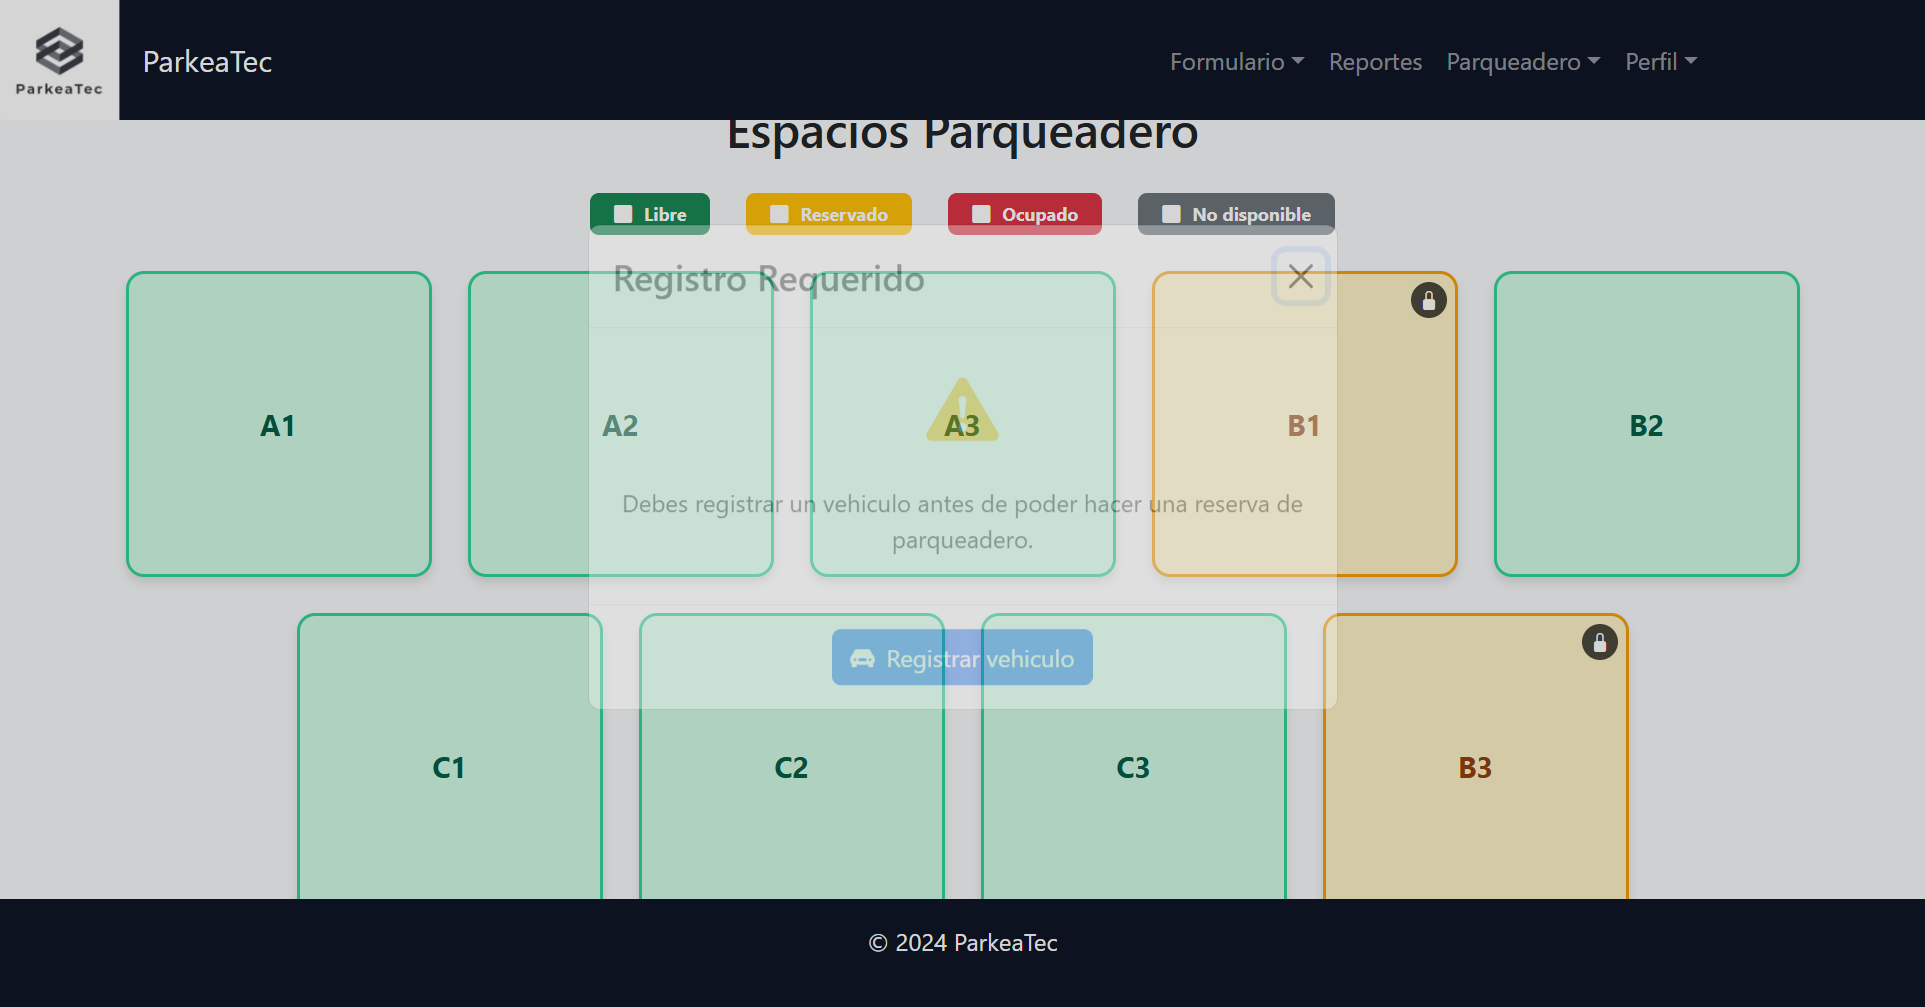 ParkeaTec
ParkeaTec
Formulario
Reportes
Parqueadero
Perfil
Espacios Parqueadero
Libre
Reservado
Ocupado
No disponible
Registro Requerido
A1
A2
A3
B1
B2
Debes registrar un vehiculo antes de poder hacer una reserva de
parqueadero.
Registrar vehiculo
C1
C2
C3
B3
© 2024 ParkeaTec